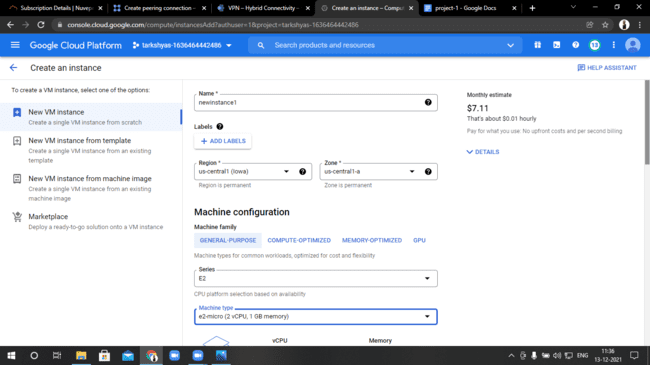 Subscription Details | Nuvep
Create peering connection –
VPN – Hybrid Connectivity –
Create an instance – Compute
project-1 - Google Docs
console.cloud.google.com/compute/instancesAdd?authuser=1&project=tarkshyas-1636464442486
Google Cloud Platform
tarkshyas-1636464442486
Search products and resources
13
Create an instance
HELP ASSISTANT
To create a VM instance, select one of the options:
New VM instance
Create a single VM instance from scratch
New VM instance from template
Create a single VM instance from an existing
template
New VM instance from machine image
Create a single VM instance from an existing
machine image
Marketplace
Deploy a ready-to-go solution onto a VM instance
Name *
newinstance1
Labels
ADD LABELS
Region *
us-central1 (Iowa)
Region is permanent
Zone *
us-central1-a
Zone is permanent
Machine configuration
Machine family
GENERAL-PURPOSE
COMPUTE-OPTIMIZED
MEMORY-OPTIMIZED
GPU
Machine types for common workloads, optimized for cost and flexibility
Series
E2
CPU platform selection based on availability
Machine type
e2-micro (2 vCPU, 1 GB memory)
vCPU
Memory
Monthly estimate
$7.11
That's about $0.01 hourly
Pay for what you use: No upfront costs and per second billing
DETAILS
ENG
11:36
13-12-2021